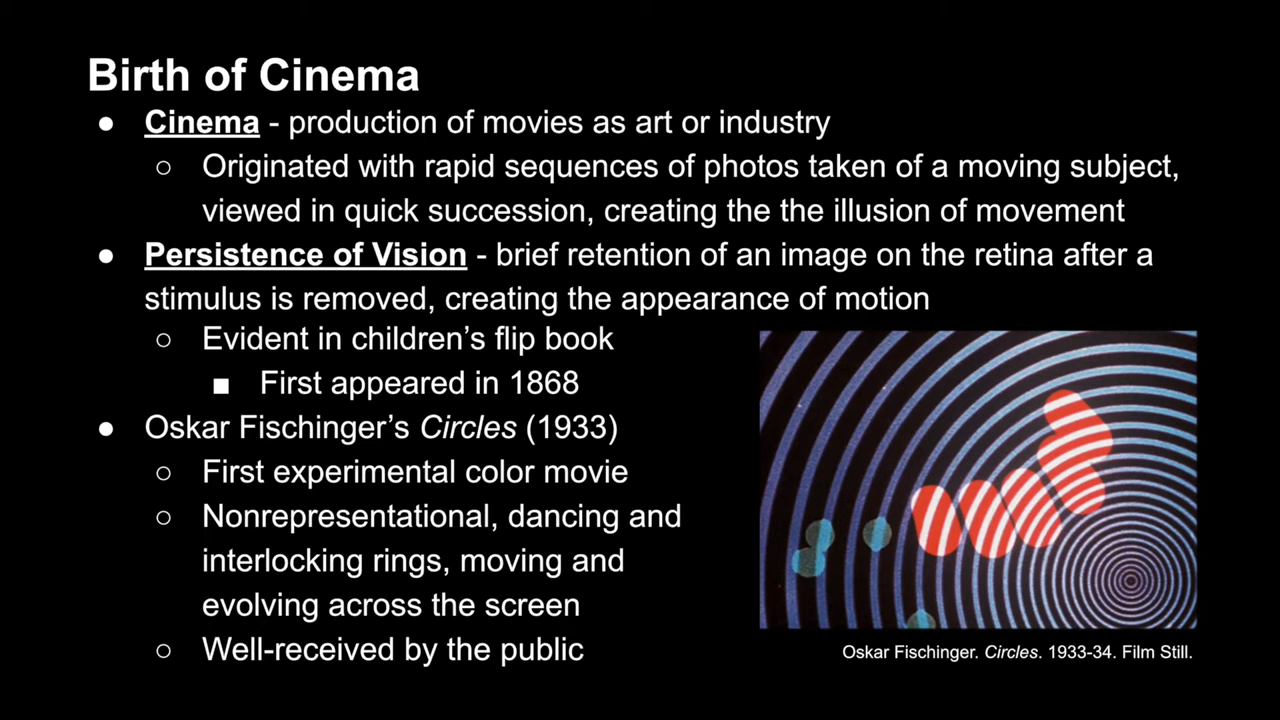 Birth of Cinema
● Cinema - production of movies as art or industry
○ Originated with rapid sequences of photos taken of a moving subject,
viewed in quick succession, creating the the illusion of movement
● Persistence of Vision - brief retention of an image on the retina after a
stimulus is removed, creating the appearance of motion
○ Evident in children’s flip book
■ First appeared in 1868
● Oskar Fischinger’s Circles (1933)
○ First experimental color movie
○ Nonrepresentational, dancing and
interlocking rings, moving and
evolving across the screen
○ Well-received by the public
Oskar Fischinger. Circles. 1933-34. Film Still.